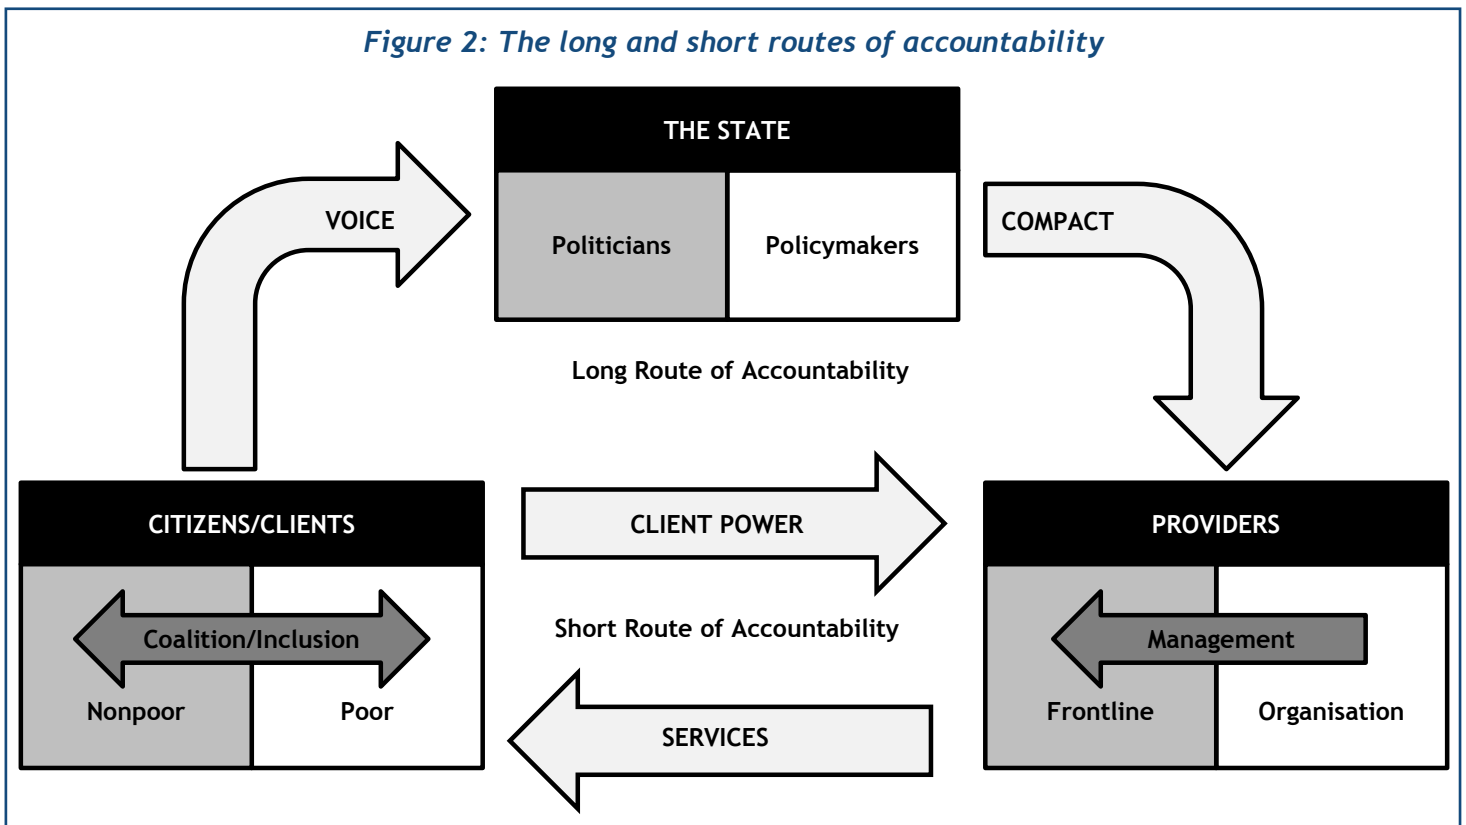 Figure 2: The long and short routes of accountability
THE STATE
VOICE
Politicians
Policymakers
COMPACT
Long Route of Accountability
CITIZENS/CLIENTS
CLIENT POWER
PROVIDERS
Coalition/Inclusion
Nonpoor
Poor
Short Route of Accountability
Management
Frontline
Organisation
SERVICES